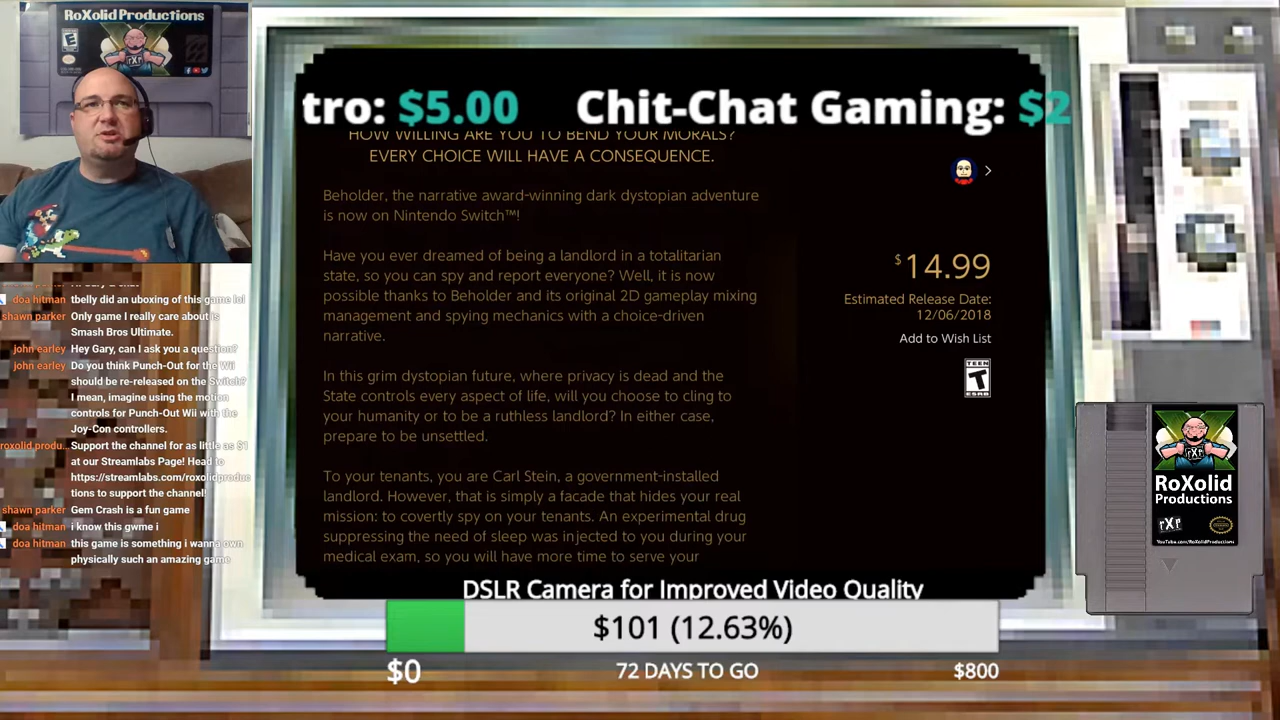 RoXolid Productions
tro: $5.00 Chit-Chat Gaming: $2
HOW WILLING ARE YOU TO BEND YOUR MORALS?
EVERY CHOICE WILL HAVE A CONSEQUENCE.
Beholder, the narrative award-winning dark dystopian adventure
is now on Nintendo Switch™!
Have you ever dreamed of being a landlord in a totalitarian
state, so you can spy and report everyone? Well, it is now
possible thanks to Beholder and its original 2D gameplay mixing
management and spying mechanics with a choice-driven
narrative.
In this grim dystopian future, where privacy is dead and the
State controls every aspect of life, will you choose to cling to
your humanity or to be a ruthless landlord? In either case,
prepare to be unsettled.
To your tenants, you are Carl Stein, a government-installed
landlord. However, that is simply a facade that hides your real
mission: to covertly spy on your tenants. An experimental drug
suppressing the need of sleep was injected to you during your
medical exam, so you will have more time to serve your
$14.99
Estimated Release Date:
12/06/2018
Add to Wish List
TEEN
T
ESRB
doa hitman tbelly did an uboxing of this game lol
shawn parker Only game I really care about is
Smash Bros Ultimate.
john earley Hey Gary, can I ask you a question?
john earley Do you think Punch-Out for the Wii
should be re-released on the Switch?
I mean, imagine using the motion
controls for Punch-Out Wii with the
Joy-Con controllers.
roxolid produ... Support the channel for as little as $1
at our Streamlabs Page! Head to
https://streamlabs.com/roxolidproduc
tions to support the channel!
shawn parker Gem Crash is a fun game
doa hitman i know this gwme i
doa hitman this game is something i wanna own
physically such an amazing game
rXr
RoXolid
Productions
rXr
YouTube.com/RoXolidProductions
DSLR Camera for Improved Video Quality
$101 (12.63%)
$0 72 DAYS TO GO $800